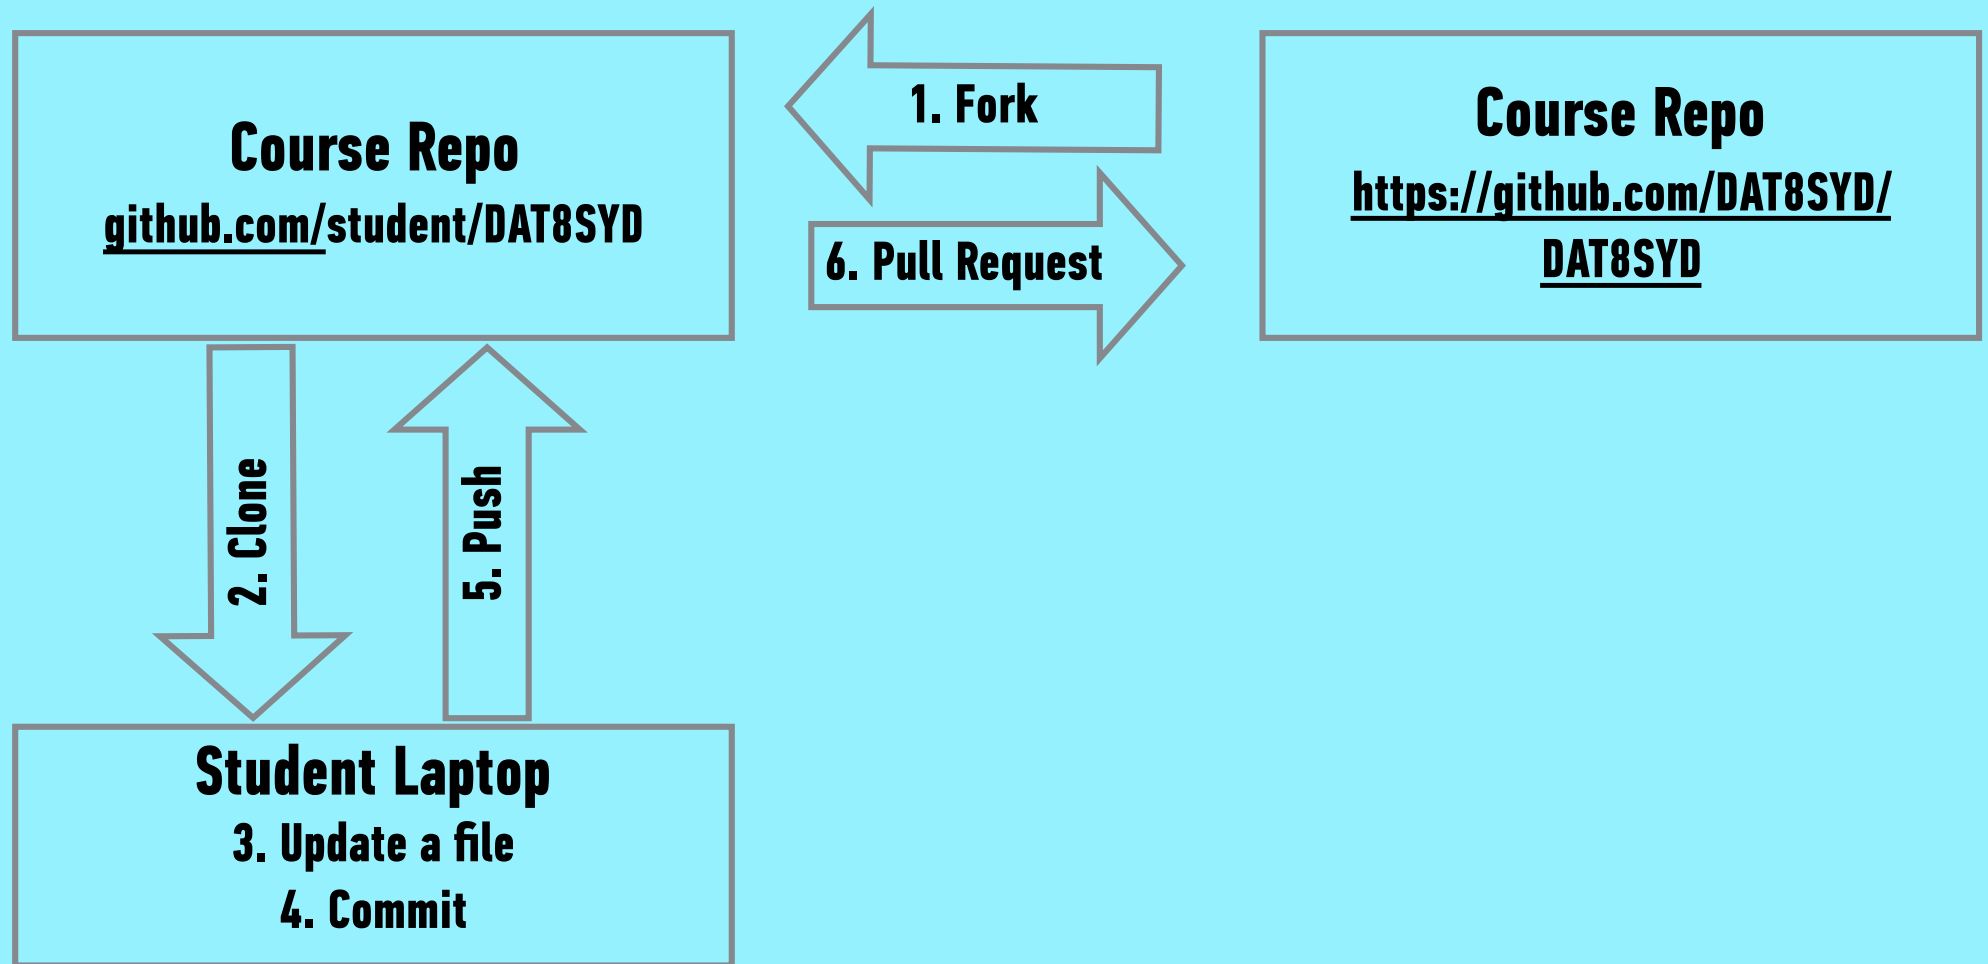 Course Repo
github.com/student/DAT8SYD
1. Fork
6. Pull Request
Course Repo
https://github.com/DAT8SYD/
DAT8SYD
2. Clone
5. Push
Student Laptop
3. Update a file
4. Commit